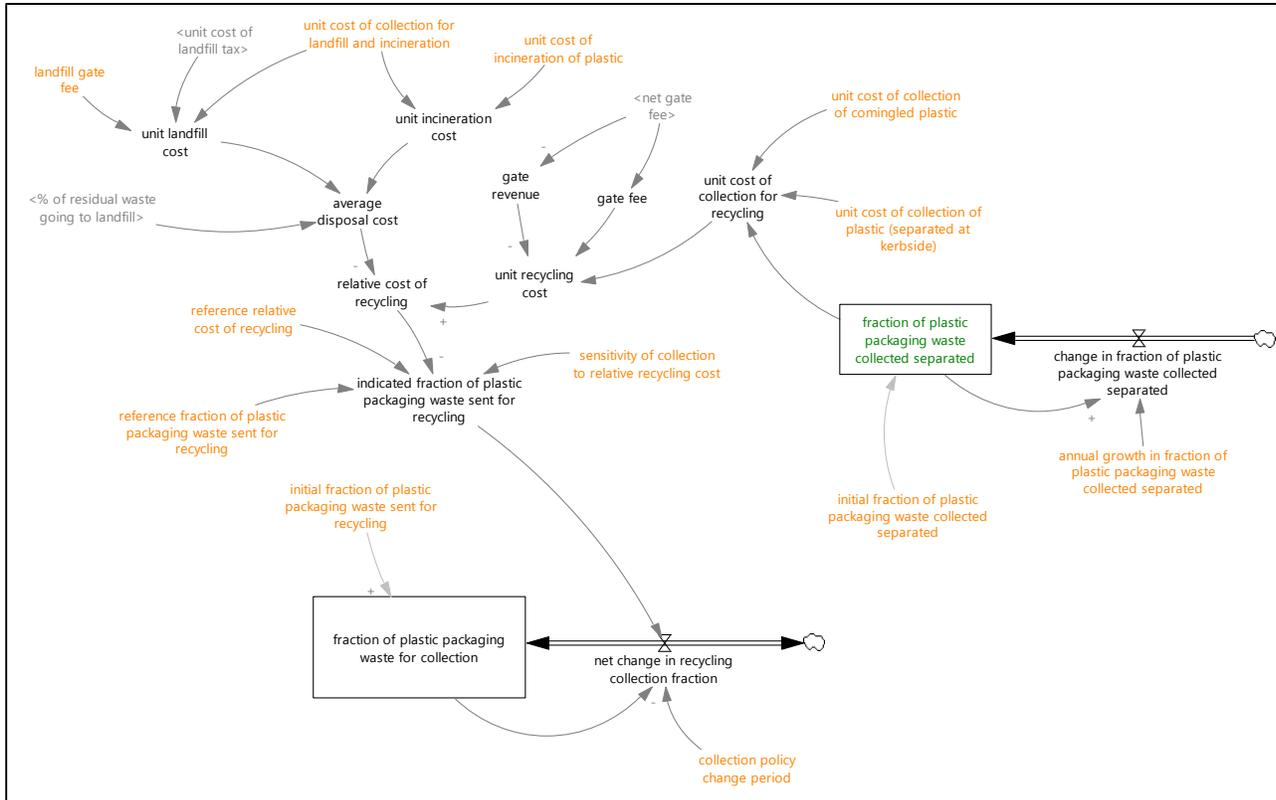 <unit cost of
landfill tax>
unit cost of collection for
landfill and incineration
unit cost of
incineration of plastic
landfill gate
fee
unit landfill
cost
unit incineration
cost
<net gate
fee>
unit cost of collection
of comingled plastic
<% of residual waste
going to landfill>
average
disposal cost
-
gate
revenue
gate fee
unit cost of
collection for
recycling
unit cost of collection of
plastic (separated at
kerbside)
-
relative cost of
recycling
-
unit recycling
cost
+
reference relative
cost of recycling
-
sensitivity of collection
to relative recycling cost
indicated fraction of plastic
packaging waste sent for
recycling
reference fraction of plastic
packaging waste sent for
recycling
fraction of plastic
packaging waste
collected separated
change in fraction of plastic
packaging waste collected
separated
+
annual growth in fraction of
plastic packaging waste
collected separated
initial fraction of plastic
packaging waste collected
separated
initial fraction of plastic
packaging waste sent for
recycling
+
fraction of plastic packaging
waste for collection
net change in recycling
collection fraction
-
collection policy
change period